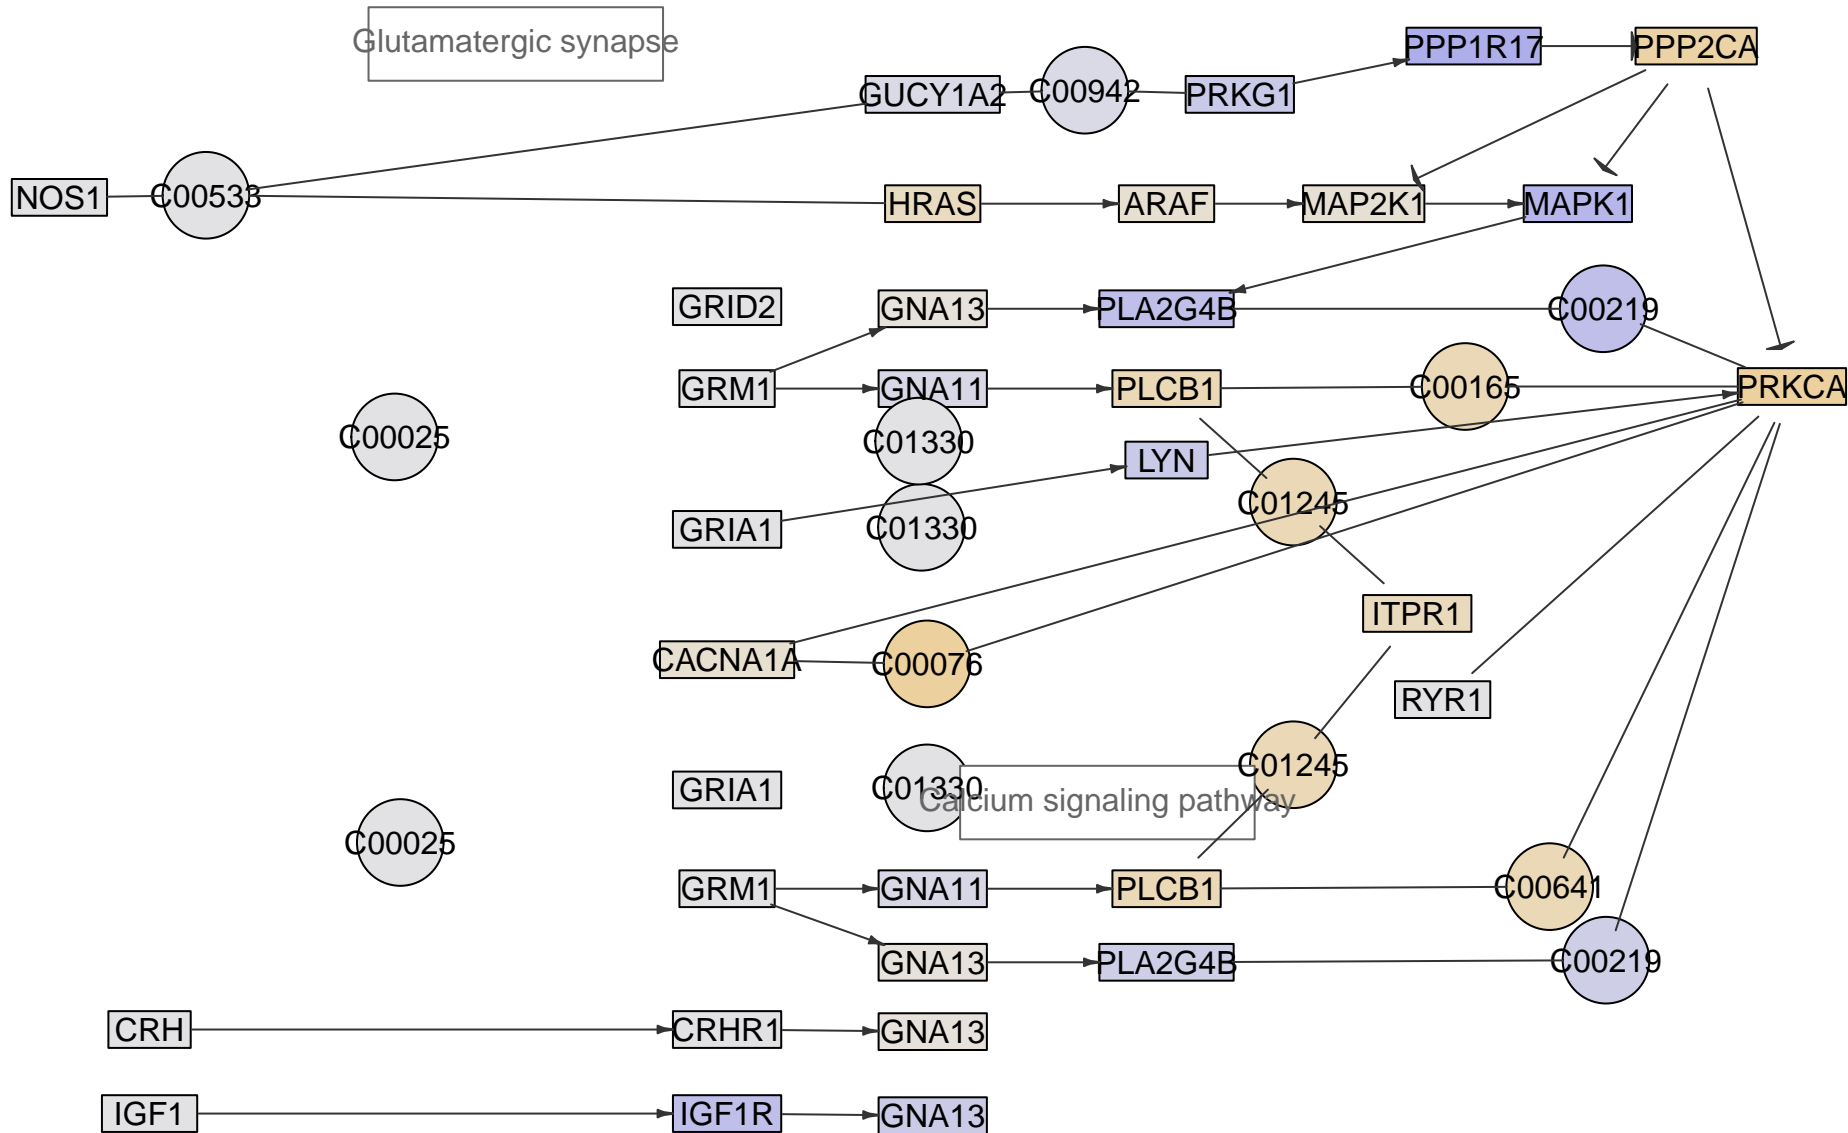 Glutamatergic synapse
PPP1R17
PPP2CA
GUCY1A2
C00942
PRKG1
NOS1
C00533
HRAS
ARAF
MAP2K1
MAPK1
GRID2
GNA13
PLA2G4B
C00219
GRM1
GNA11
PLCB1
C00165
PRKCA
C00025
C01330
LYN
GRIA1
C01330
C01245
ITPR1
CACNA1A
C00076
RYR1
GRIA1
C01330
C01245
Calcium signaling pathway
C00025
GRM1
GNA11
PLCB1
C00641
GNA13
PLA2G4B
C00219
CRH
CRHR1
GNA13
IGF1
IGF1R
GNA13